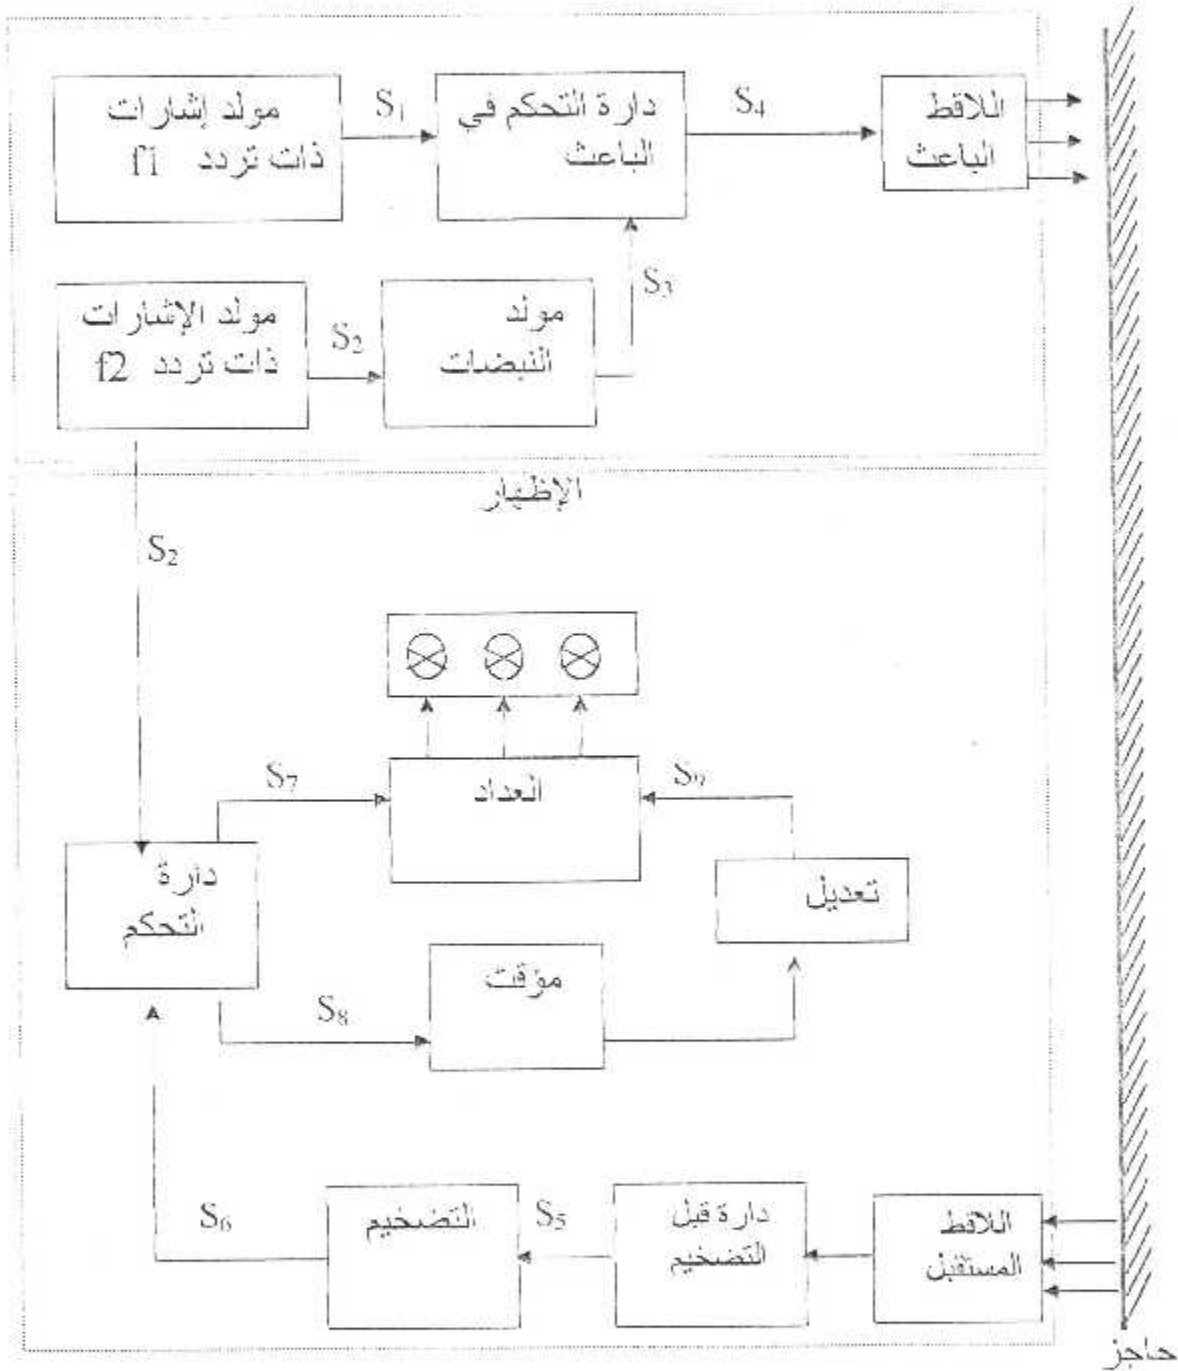 مولد إشارات
ذات تردد f1
S1
دارة التحكم في
الباعث
S4
اللاقط
الباعث
مولد الإشارات
ذات تردد f2
S2
مولد
النبضات
S3
الإظهار
S2
S7
العداد
S9
دارة
التحكم
تعديل
S8
مؤقت
S6
التضخيم
S5
دارة قبل
التضخيم
اللاقط
المستقبل
حاجز